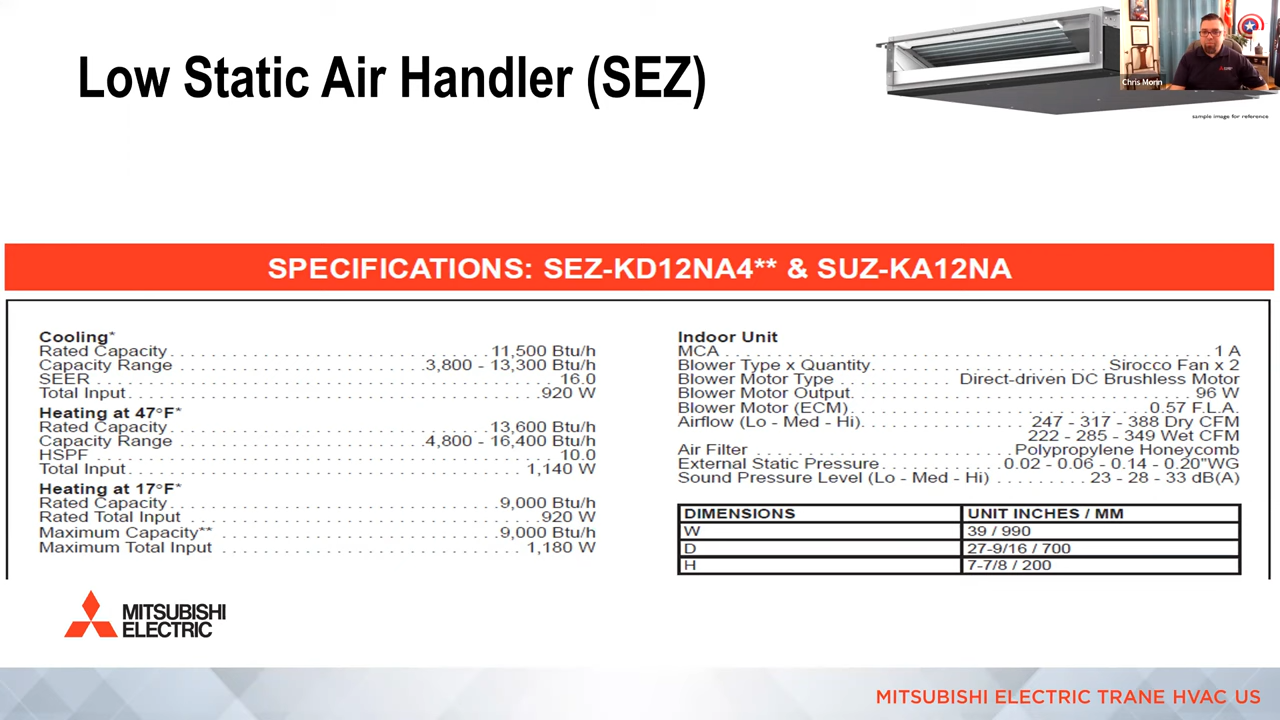 Low Static Air Handler (SEZ)
Chris Morin
sample image for reference
SPECIFICATIONS: SEZ-KD12NA4** & SUZ-KA12NA
Cooling*
Rated Capacity 11,500 Btu/h
Capacity Range 3,800 - 13,300 Btu/h
SEER 16.0
Total Input 920 W
Heating at 47°F*
Rated Capacity 13,600 Btu/h
Capacity Range 4,800 - 16,400 Btu/h
HSPF 10.0
Total Input 1,140 W
Heating at 17°F*
Rated Capacity 9,000 Btu/h
Rated Total Input 920 W
Maximum Capacity** 9,000 Btu/h
Maximum Total Input 1,180 W
Indoor Unit
MCA 1 A
Blower Type x Quantity Sirocco Fan x 2
Blower Motor Type Direct-driven DC Brushless Motor
Blower Motor Output 96 W
Blower Motor (ECM) 0.57 F.L.A.
Airflow (Lo - Med - Hi) 247 - 317 - 388 Dry CFM
222 - 285 - 349 Wet CFM
Air Filter Polypropylene Honeycomb
External Static Pressure 0.02 - 0.06 - 0.14 - 0.20"WG
Sound Pressure Level (Lo - Med - Hi) 23 - 28 - 33 dB(A)
DIMENSIONS UNIT INCHES / MM
W 39 / 990
D 27-9/16 / 700
H 7-7/8 / 200
MITSUBISHI
ELECTRIC
MITSUBISHI ELECTRIC TRANE HVAC US